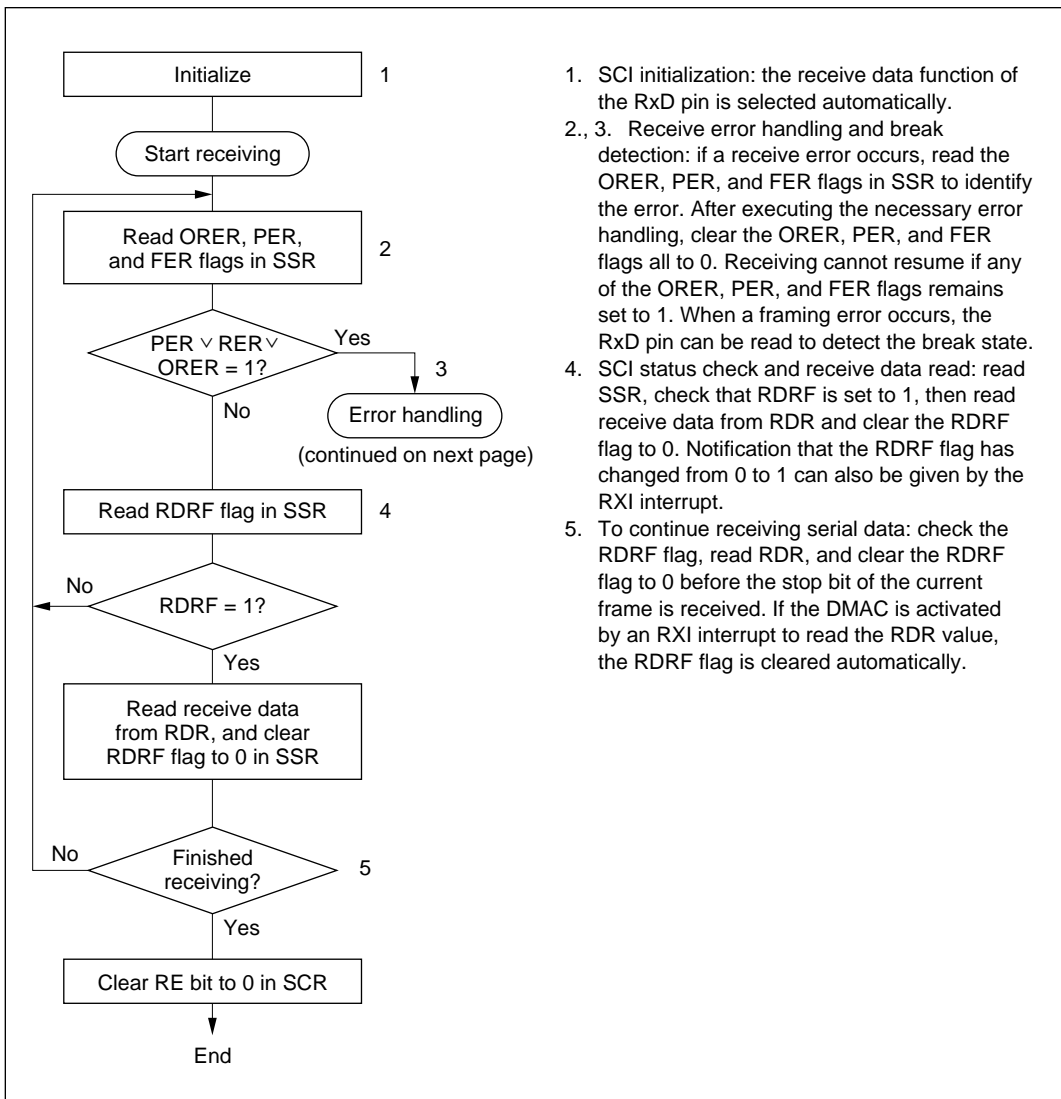 Initialize
1
Start receiving
Read ORER, PER,
and FER flags in SSR
2
PER ∨ RER ∨
ORER = 1?
Yes
3
No
Error handling
(continued on next page)
Read RDRF flag in SSR
4
No
RDRF = 1?
Yes
Read receive data
from RDR, and clear
RDRF flag to 0 in SSR
No
Finished
receiving?
5
Yes
Clear RE bit to 0 in SCR
End
1. SCI initialization: the receive data function of
the RxD pin is selected automatically.
2., 3. Receive error handling and break
detection: if a receive error occurs, read the
ORER, PER, and FER flags in SSR to identify
the error. After executing the necessary error
handling, clear the ORER, PER, and FER
flags all to 0. Receiving cannot resume if any
of the ORER, PER, and FER flags remains
set to 1. When a framing error occurs, the
RxD pin can be read to detect the break state.
4. SCI status check and receive data read: read
SSR, check that RDRF is set to 1, then read
receive data from RDR and clear the RDRF
flag to 0. Notification that the RDRF flag has
changed from 0 to 1 can also be given by the
RXI interrupt.
5. To continue receiving serial data: check the
RDRF flag, read RDR, and clear the RDRF
flag to 0 before the stop bit of the current
frame is received. If the DMAC is activated
by an RXI interrupt to read the RDR value,
the RDRF flag is cleared automatically.